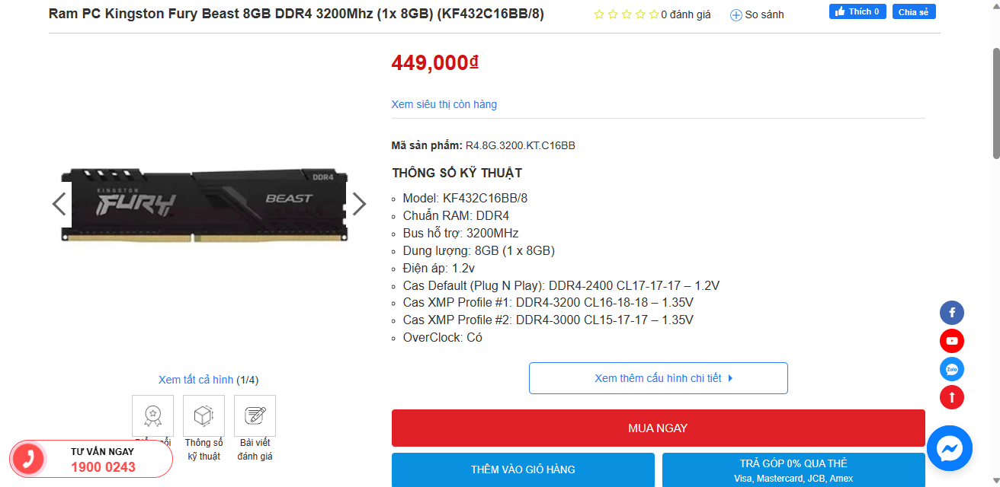 Ram PC Kingston Fury Beast 8GB DDR4 3200Mhz (1x 8GB) (KF432C16BB/8)
0 đánh giá
So sánh
Thích 0
Chia sẻ
449,000₫
Xem siêu thị còn hàng
Mã sản phẩm: R4.8G.3200.KT.C16BB
THÔNG SỐ KỸ THUẬT
Model: KF432C16BB/8
Chuẩn RAM: DDR4
Bus hỗ trợ: 3200MHz
Dung lượng: 8GB (1 x 8GB)
Điện áp: 1.2v
Cas Default (Plug N Play): DDR4-2400 CL17-17-17 – 1.2V
Cas XMP Profile #1: DDR4-3200 CL16-18-18 – 1.35V
Cas XMP Profile #2: DDR4-3000 CL15-17-17 – 1.35V
OverClock: Có
Xem thêm cấu hình chi tiết
MUA NGAY
THÊM VÀO GIỎ HÀNG
TRẢ GÓP 0% QUA THẺ
Visa, Mastercard, JCB, Amex
DDR4
KINGSTON
FURY
BEAST
Xem tất cả hình (1/4)
Thông số
kỹ thuật
Bài viết
đánh giá
TƯ VẤN NGAY
1900 0243
Zalo